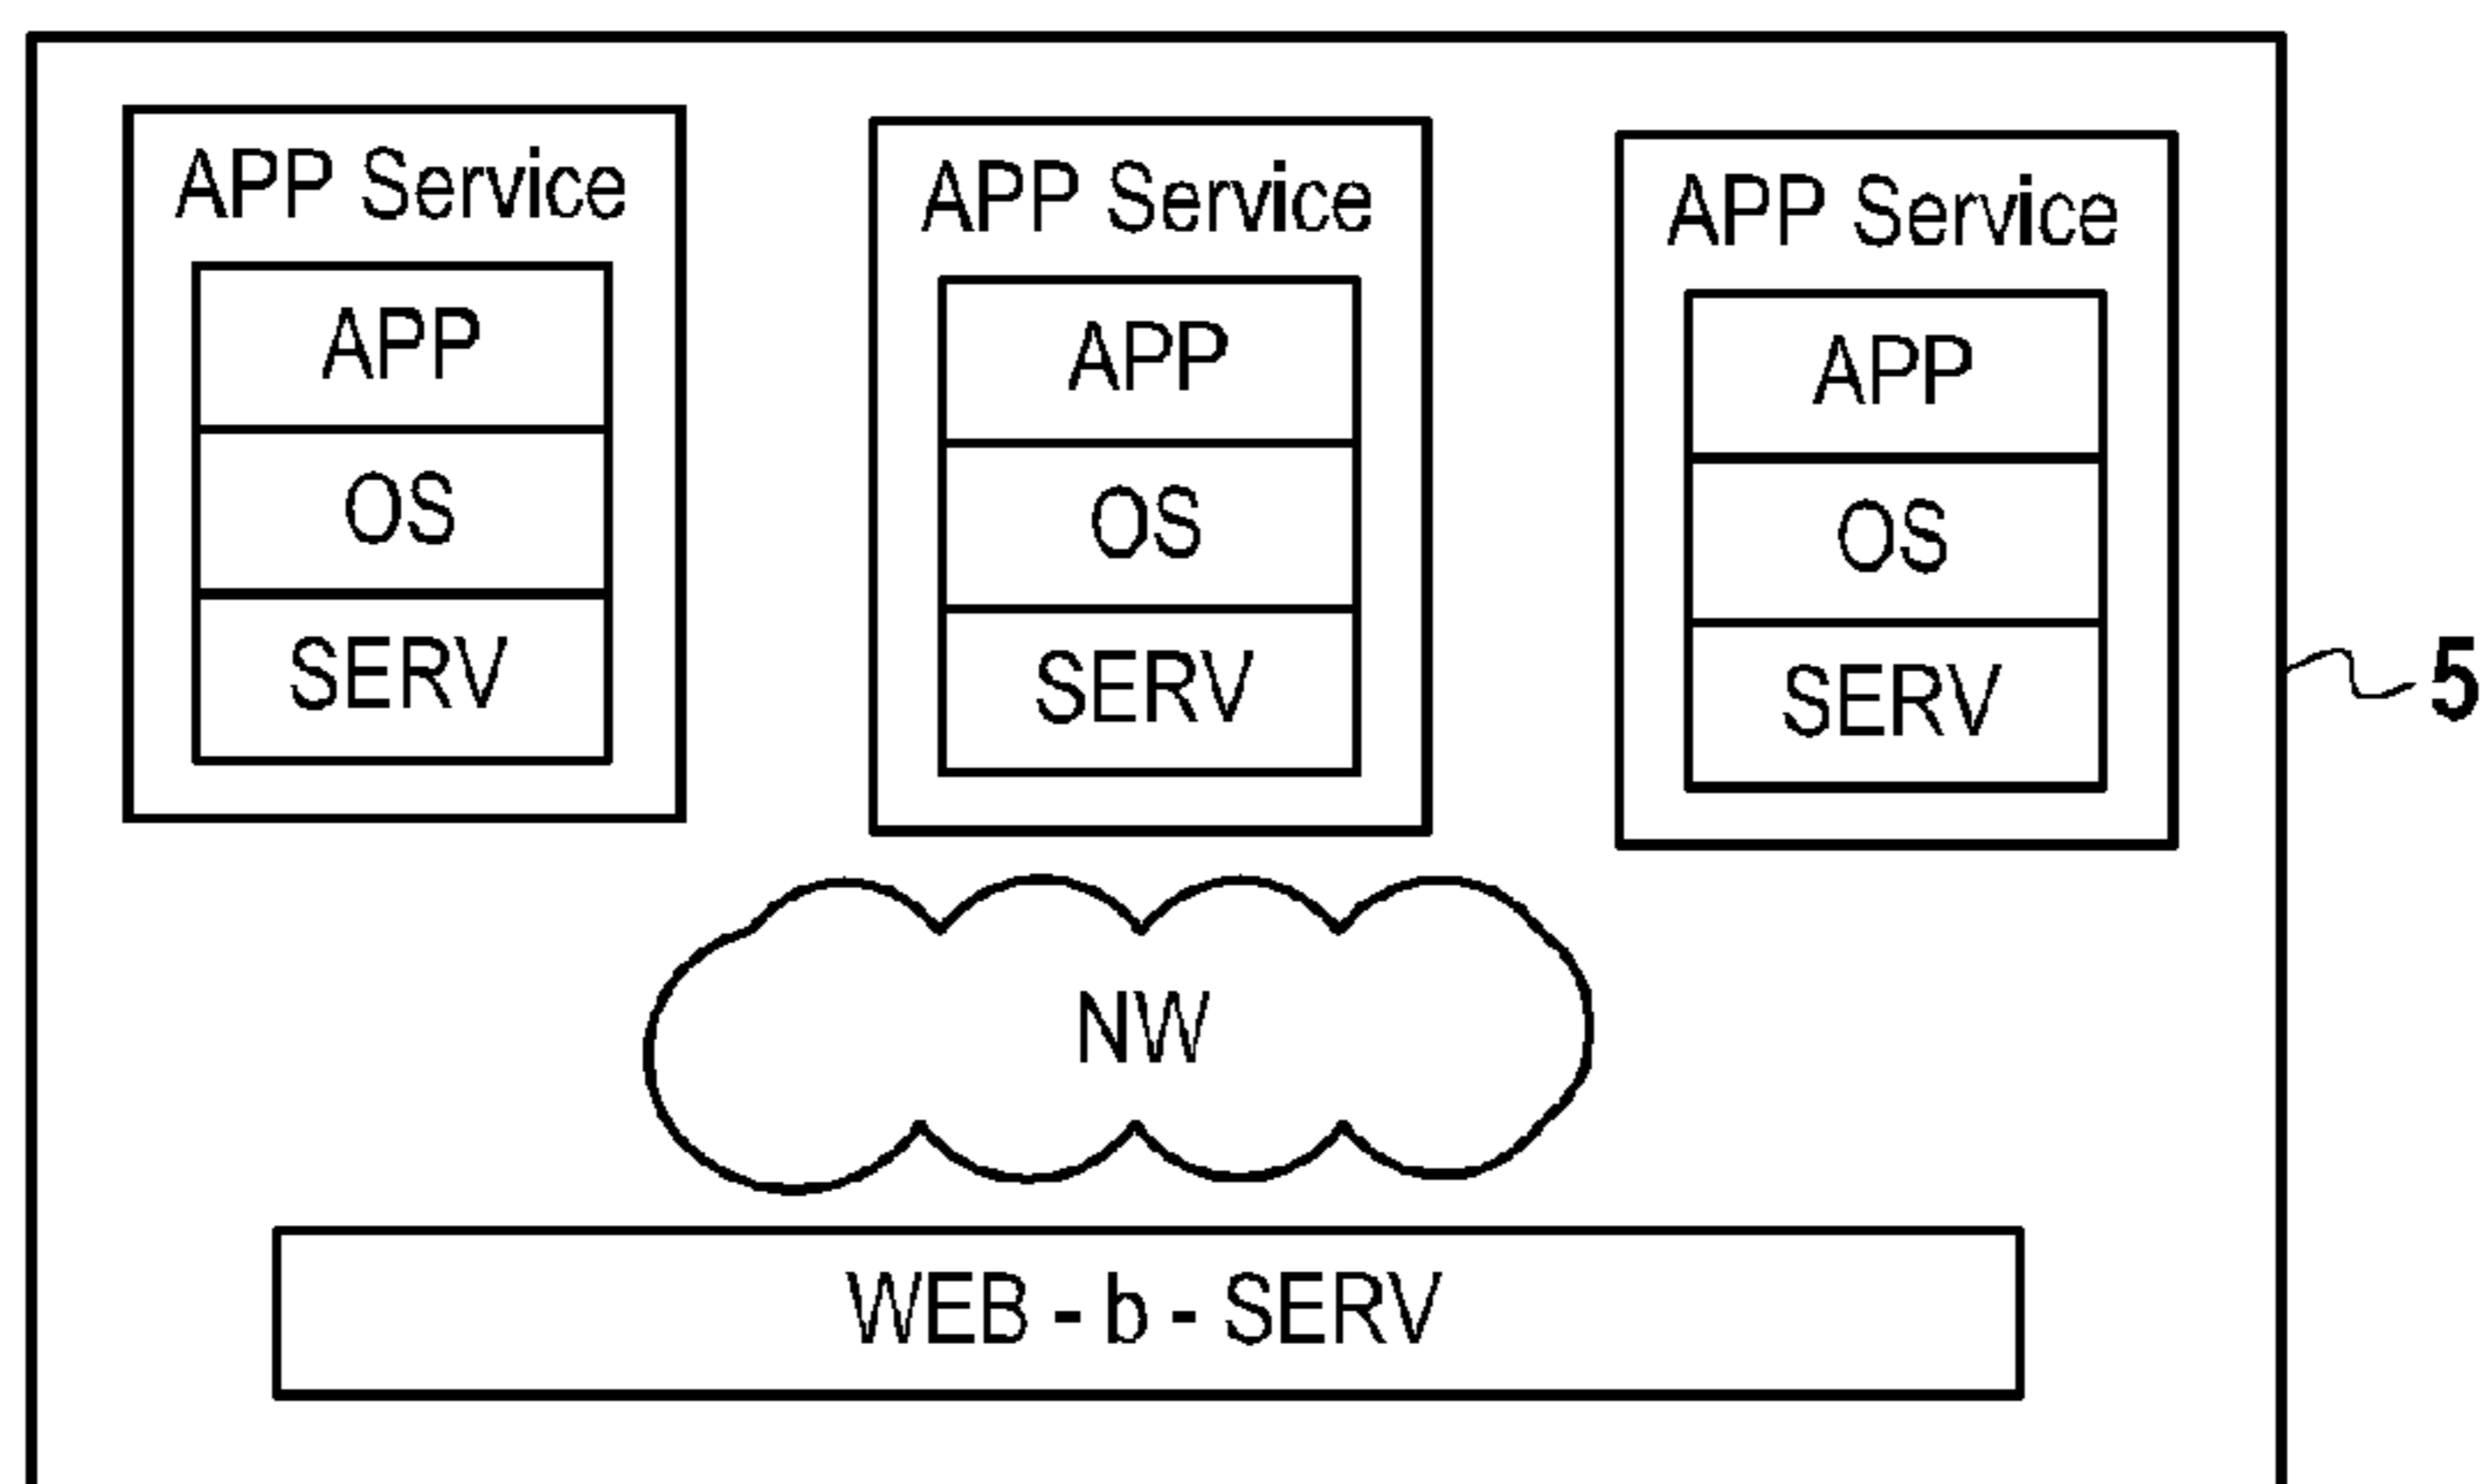 APP Service APP Service APP Service
APP APP APP
OS OS OS
SERV SERV SERV
5
NW
WEB - b - SERV